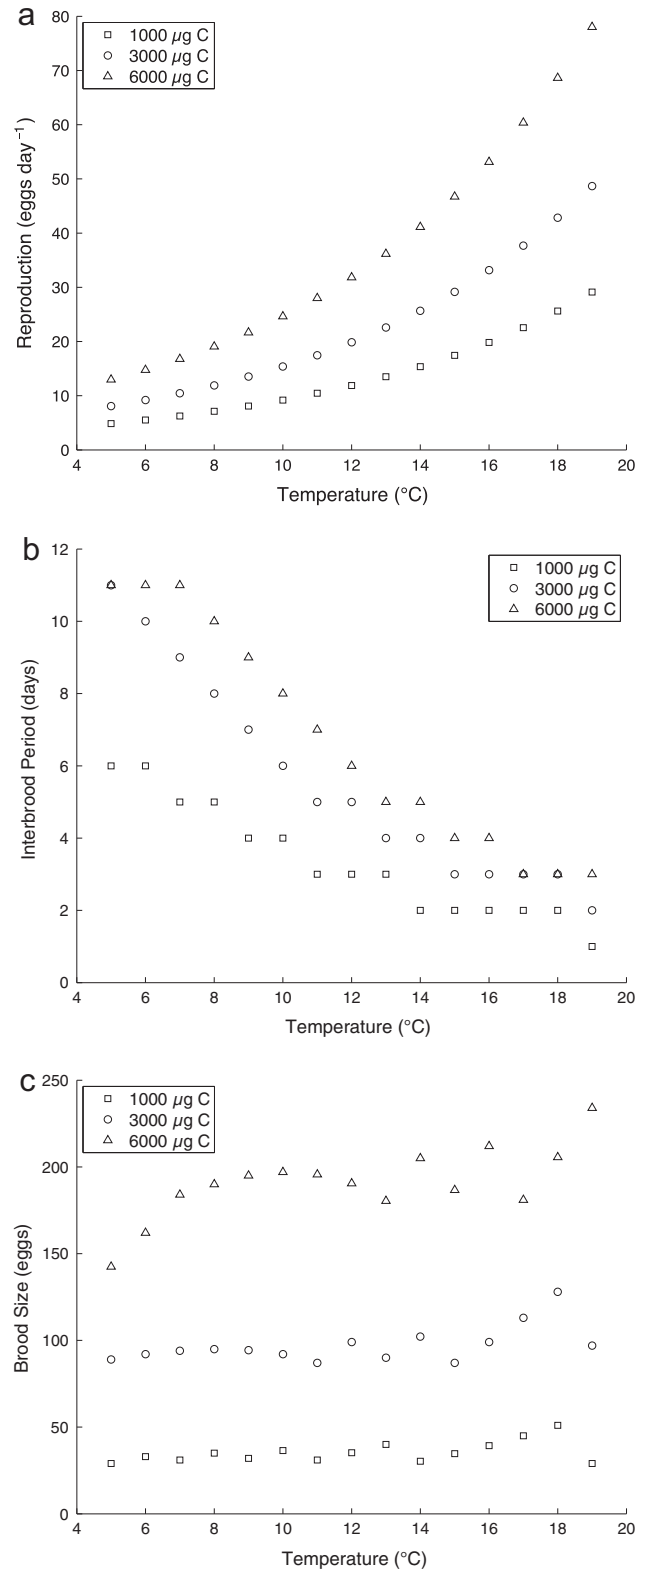 a
80
70
60
50
40
30
20
10
0
Reproduction (eggs day⁻¹)
1000 µg C
3000 µg C
6000 µg C
4 6 8 10 12 14 16 18 20
Temperature (°C)
b
12
10
8
6
4
2
0
Interbrood Period (days)
1000 µg C
3000 µg C
6000 µg C
4 6 8 10 12 14 16 18 20
Temperature (°C)
c
250
200
150
100
50
0
Brood Size (eggs)
1000 µg C
3000 µg C
6000 µg C
4 6 8 10 12 14 16 18 20
Temperature (°C)